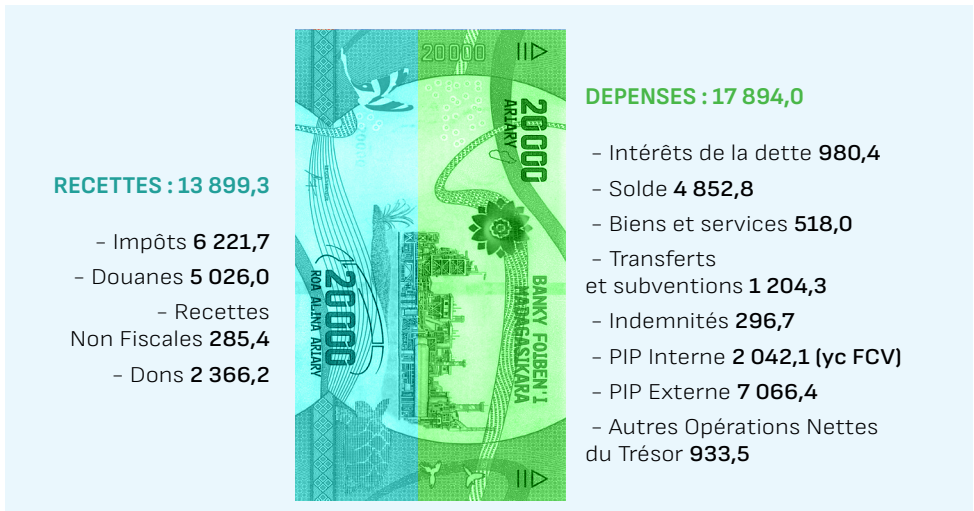 RECETTES : 13 899,3
- Impôts 6 221,7
- Douanes 5 026,0
- Recettes
Non Fiscales 285,4
- Dons 2 366,2
20000
20000
ARIARY
BANKY FOIBEN'I
MADAGASIKARA
20000
ROA ALINA ARIARY
DEPENSES : 17 894,0
- Intérêts de la dette 980,4
- Solde 4 852,8
- Biens et services 518,0
- Transferts
et subventions 1 204,3
- Indemnités 296,7
- PIP Interne 2 042,1 (yc FCV)
- PIP Externe 7 066,4
- Autres Opérations Nettes
du Trésor 933,5